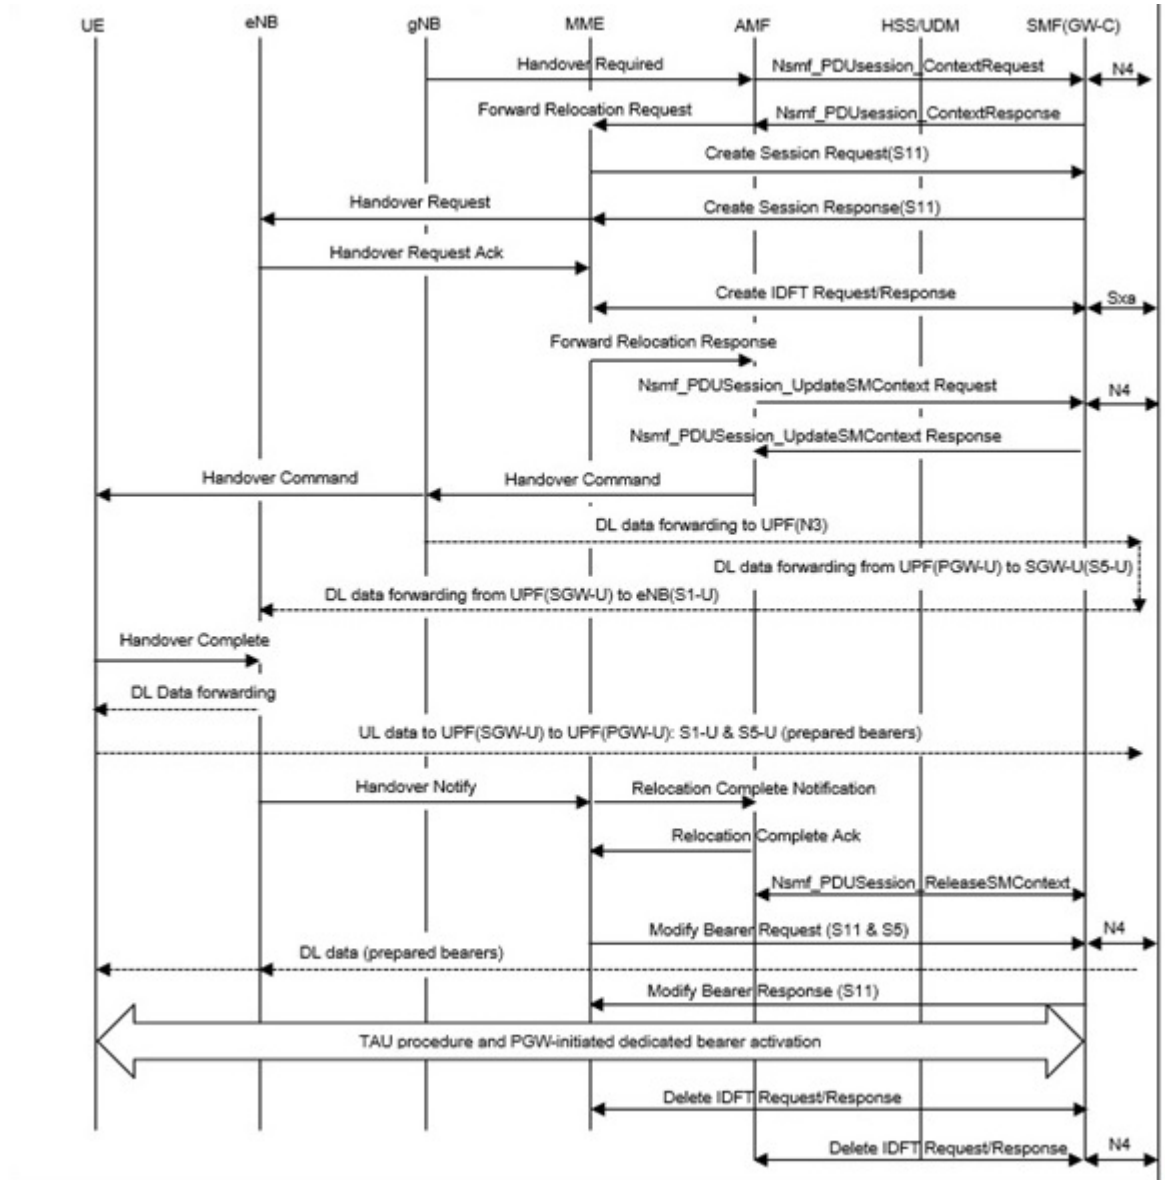 UE eNB gNB MME AMF HSS/UDM SMF(GW-C)
Handover Required Nsmf_PDUsession_ContextRequest N4
Forward Relocation Request Nsmf_PDUsession_ContextResponse
Create Session Request(S11)
Handover Request Create Session Response(S11)
Handover Request Ack
Create IDFT Request/Response Sxa
Forward Relocation Response
Nsmf_PDUSession_UpdateSMContext Request N4
Nsmf_PDUSession_UpdateSMContext Response
Handover Command Handover Command
DL data forwarding to UPF(N3)
DL data forwarding from UPF(PGW-U) to SGW-U(S5-U)
DL data forwarding from UPF(SGW-U) to eNB(S1-U)
Handover Complete
DL Data forwarding
UL data to UPF(SGW-U) to UPF(PGW-U): S1-U & S5-U (prepared bearers)
Handover Notify Relocation Complete Notification
Relocation Complete Ack
Nsmf_PDUSession_ReleaseSMContext
Modify Bearer Request (S11 & S5) N4
DL data (prepared bearers)
Modify Bearer Response (S11)
TAU procedure and PGW-initiated dedicated bearer activation
Delete IDFT Request/Response
Delete IDFT Request/Response N4